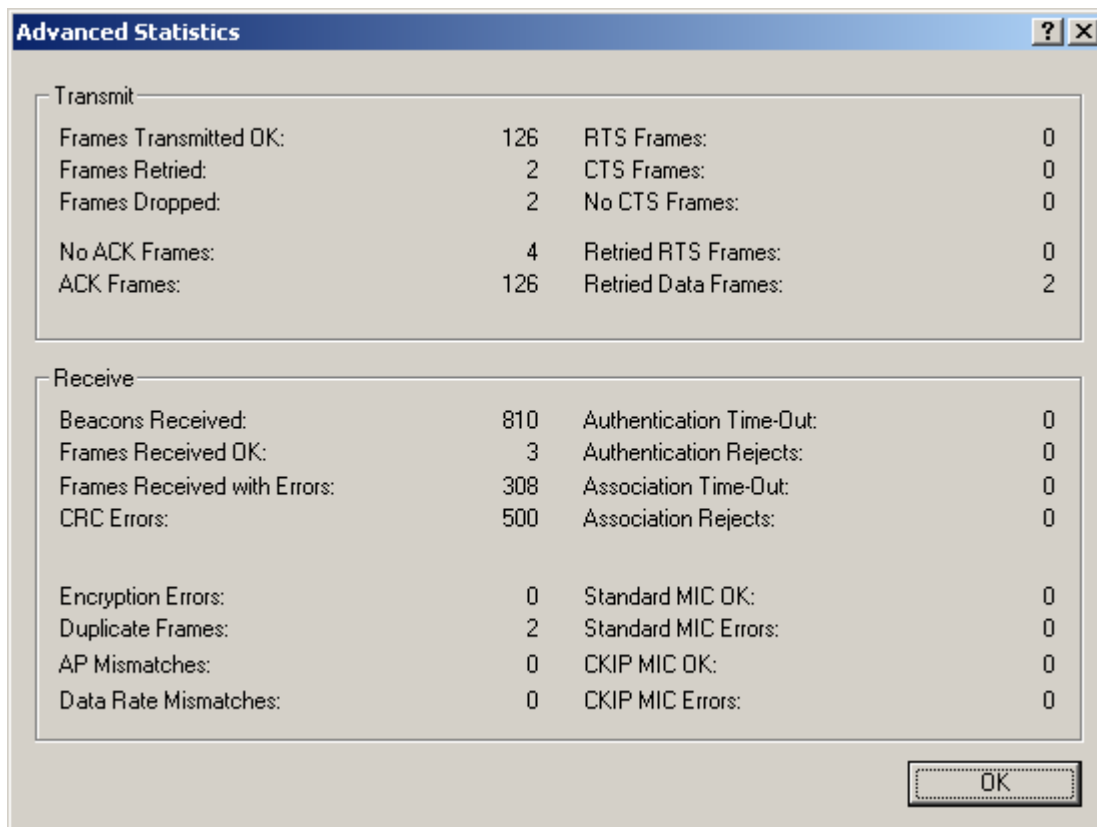 Advanced Statistics
Transmit
Frames Transmitted OK: 126 RTS Frames: 0
Frames Retried: 2 CTS Frames: 0
Frames Dropped: 2 No CTS Frames: 0
No ACK Frames: 4 Retried RTS Frames: 0
ACK Frames: 126 Retried Data Frames: 2
Receive
Beacons Received: 810 Authentication Time-Out: 0
Frames Received OK: 3 Authentication Rejects: 0
Frames Received with Errors: 308 Association Time-Out: 0
CRC Errors: 500 Association Rejects: 0
Encryption Errors: 0 Standard MIC OK: 0
Duplicate Frames: 2 Standard MIC Errors: 0
AP Mismatches: 0 CKIP MIC OK: 0
Data Rate Mismatches: 0 CKIP MIC Errors: 0
OK